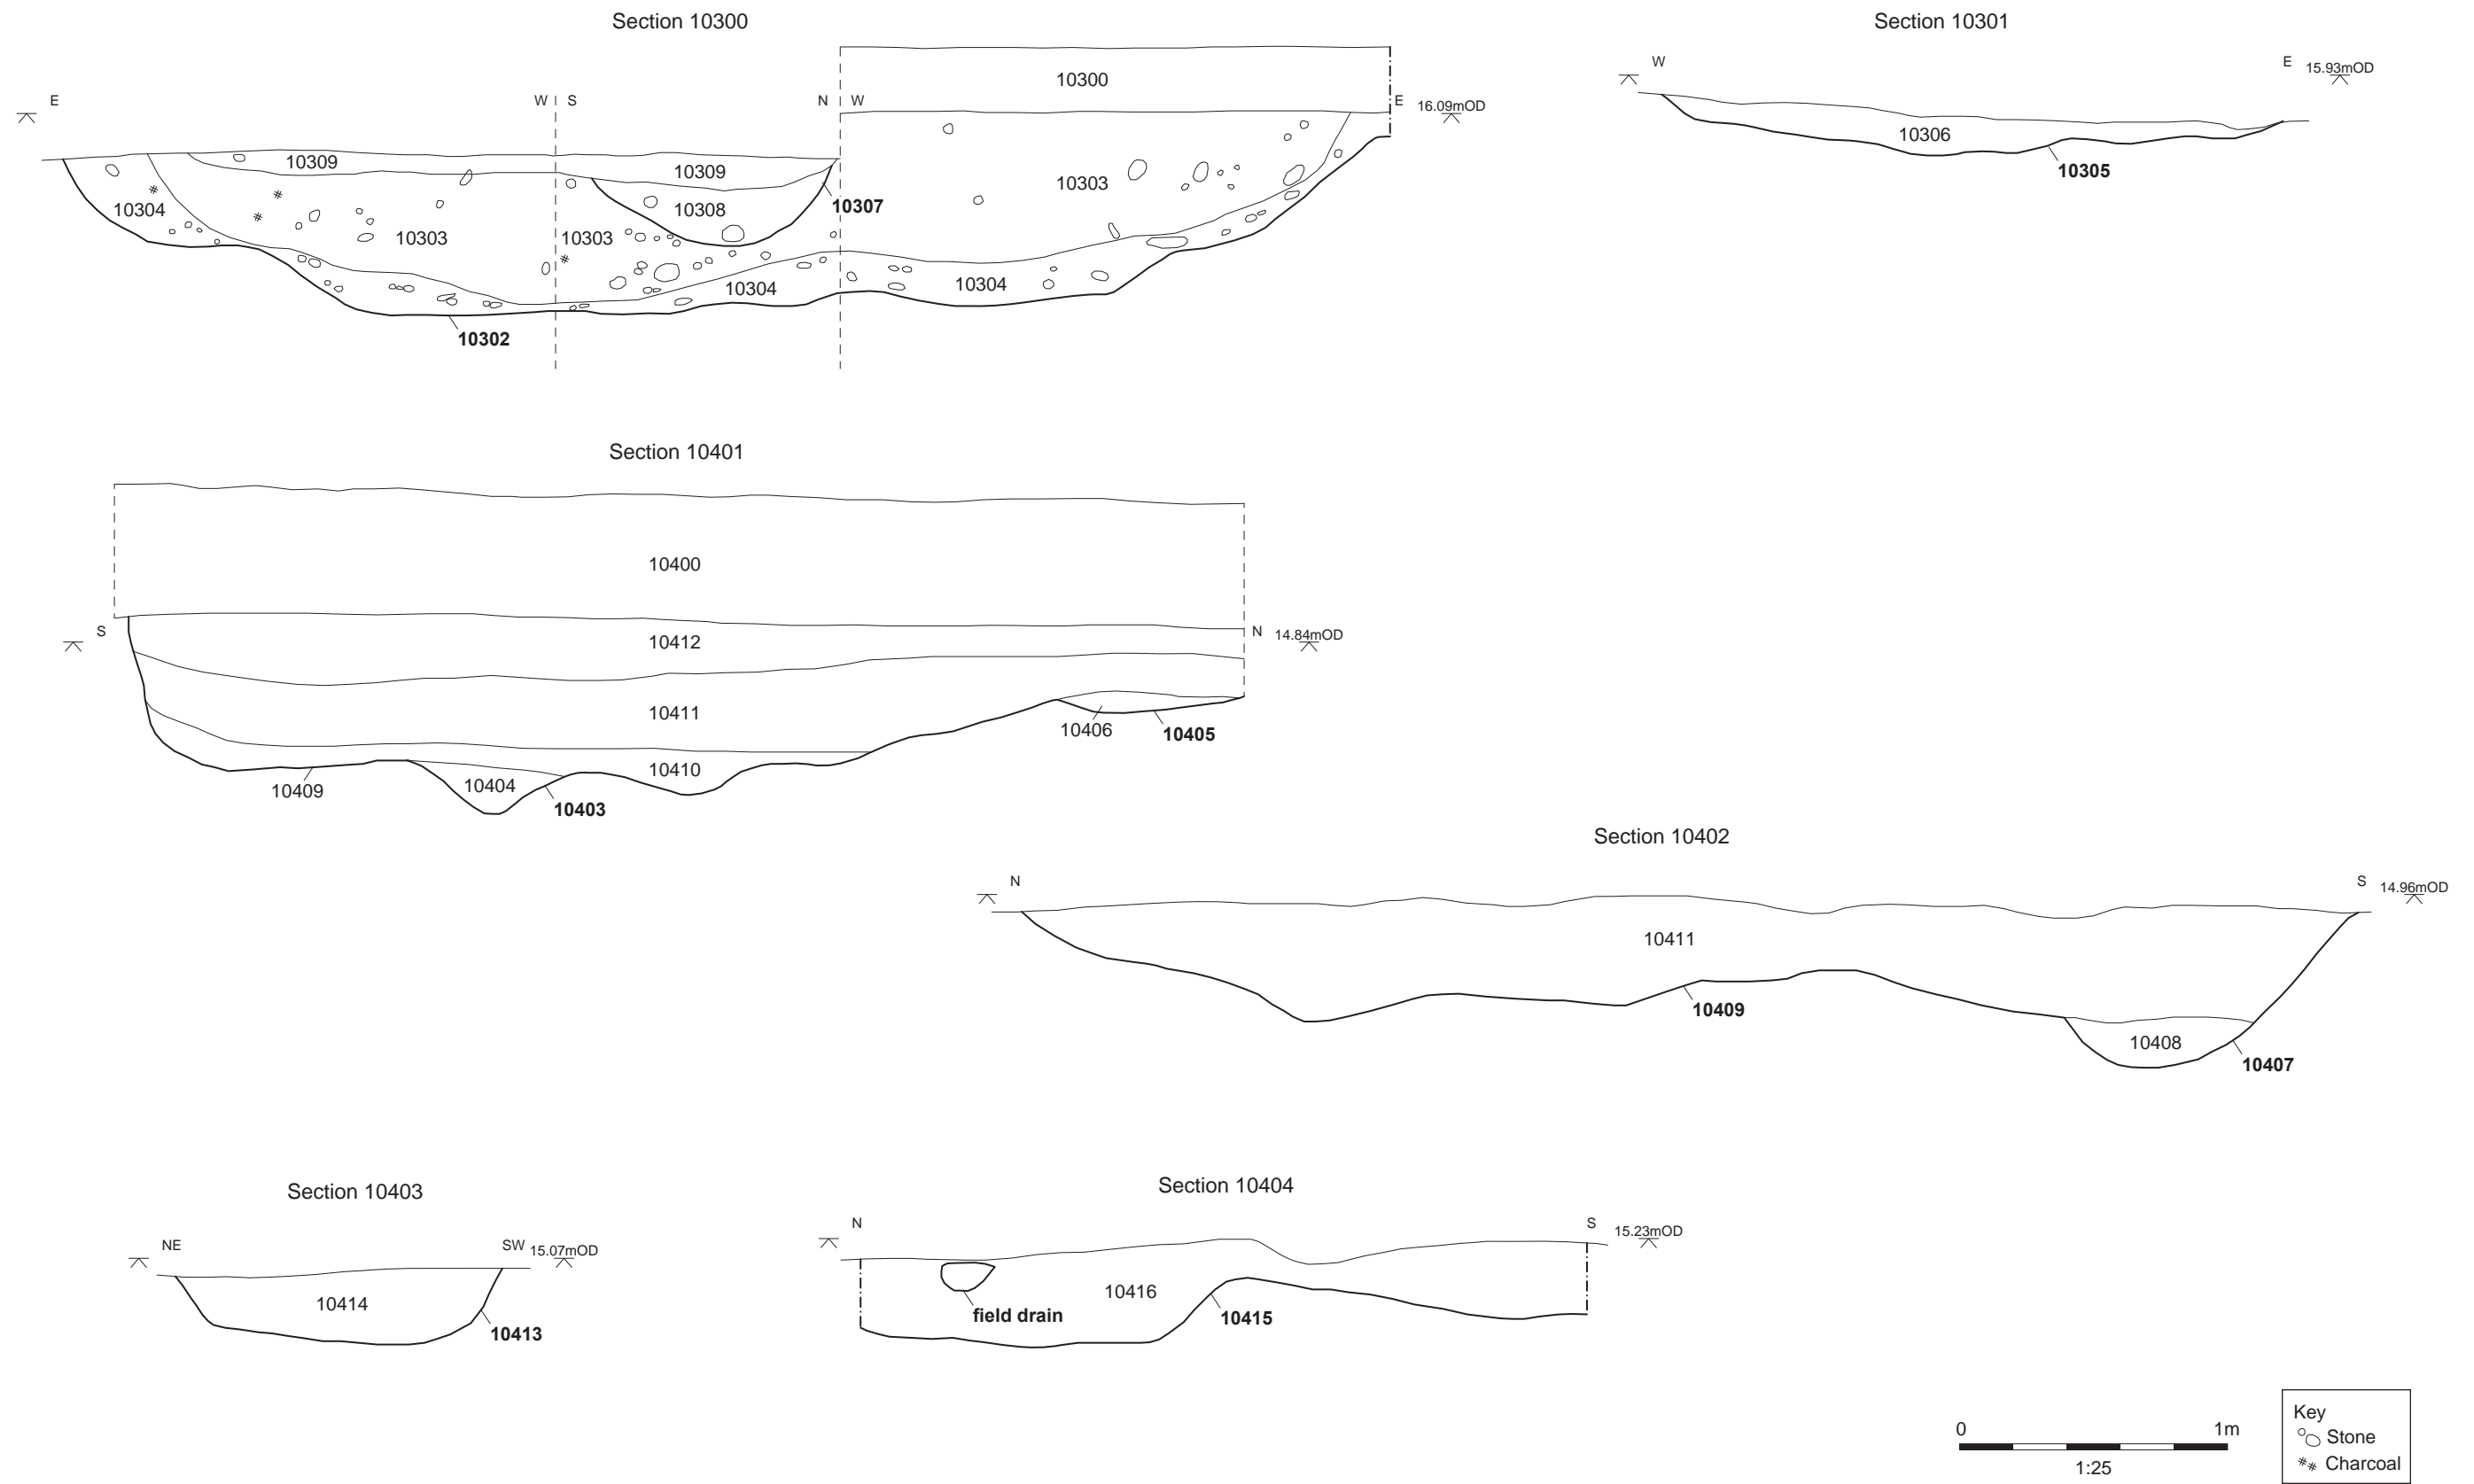 Section 10300
10300
E
W
S
N
W
E
16.09mOD
10309
10309
10304
10303
10303
10308
10307
10303
10304
10304
10302
Section 10301
W
E
15.93mOD
10306
10305
Section 10401
10400
S
N
14.84mOD
10412
10411
10406
10405
10409
10404
10410
10403
Section 10402
N
S
14.96mOD
10411
10409
10408
10407
Section 10403
NE
SW
15.07mOD
10414
10413
Section 10404
N
S
15.23mOD
10416
field drain
10415
0
1m
1:25
Key
Stone
Charcoal